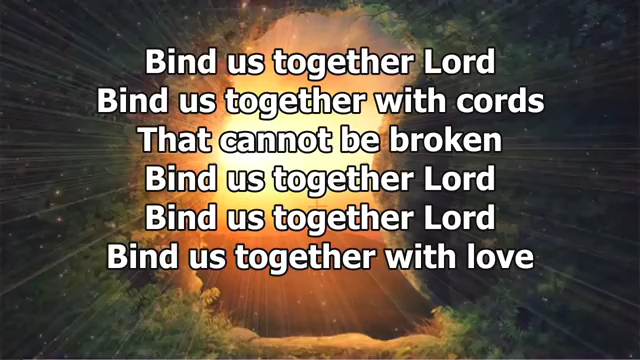 Bind us together Lord
Bind us together with cords
That cannot be broken
Bind us together Lord
Bind us together Lord
Bind us together with love